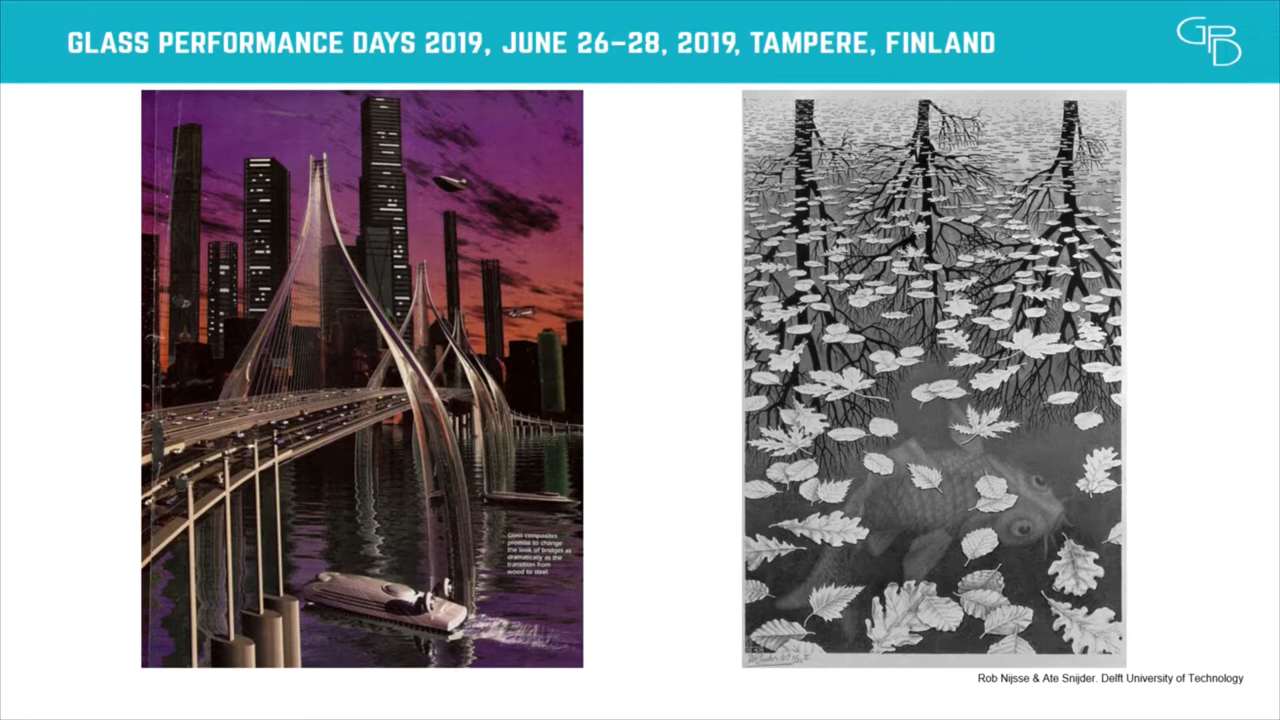 GLASS PERFORMANCE DAYS 2019, JUNE 26–28, 2019, TAMPERE, FINLAND
GPD
Glass composites
promise to change
the look of bridges as
dramatically as the
transition from
wood to steel.
Rob Nijsse & Ate Snijder. Delft University of Technology